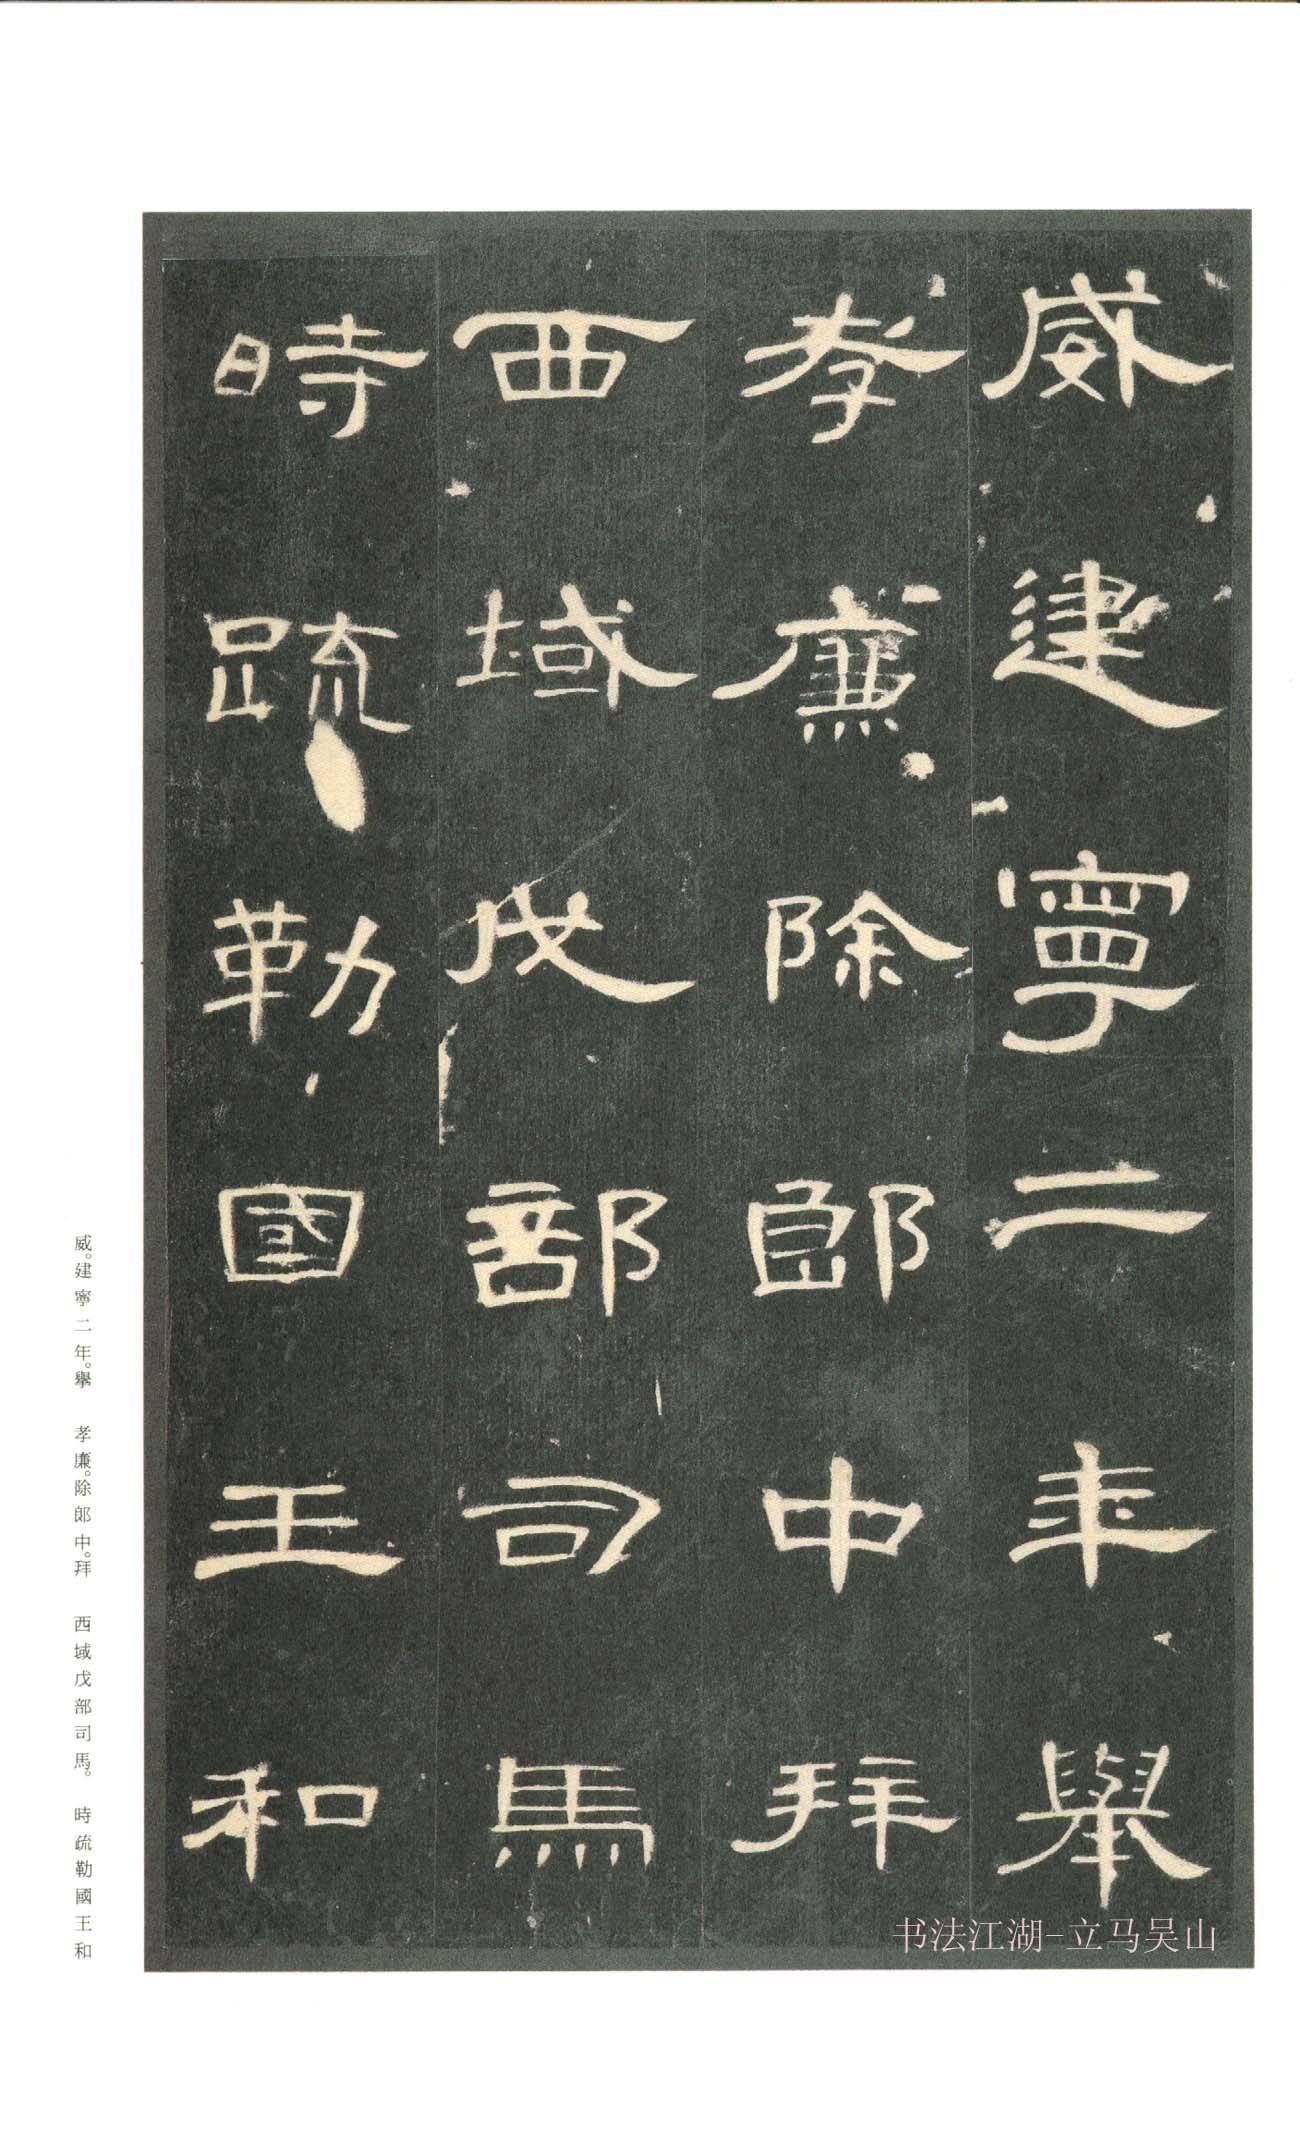 威建寧二年舉
孝廉除郎中拜
西域戊部司馬
時疏勒國王和
书法江湖-立马吴山
威。建寧二年。舉　孝廉。除郎中。拜　西域戊部司馬。　時疏勒國王和